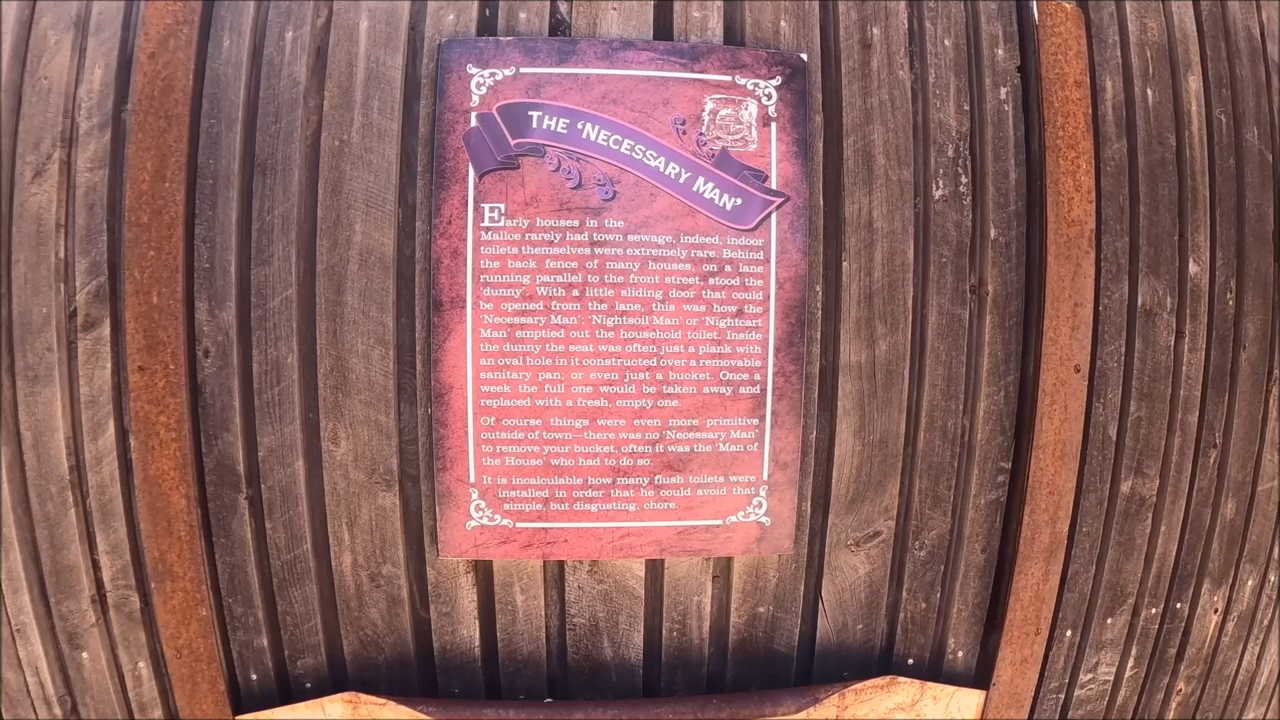 THE 'NECESSARY MAN'
Early houses in the
Mallee rarely had town sewage, indeed, indoor
toilets themselves were extremely rare. Behind
the back fence of many houses, on a lane
running parallel to the front street, stood the
'dunny'. With a little sliding door that could
be opened from the lane, this was how the
'Necessary Man'; 'Nightsoil Man' or 'Nightcart
Man' emptied out the household toilet. Inside
the dunny the seat was often just a plank with
an oval hole in it constructed over a removable
sanitary pan; or even just a bucket. Once a
week the full one would be taken away and
replaced with a fresh, empty one.
Of course things were even more primitive
outside of town—there was no 'Necessary Man'
to remove your bucket, often it was the 'Man of
the House' who had to do so.
It is incalculable how many flush toilets were
installed in order that he could avoid that
simple, but disgusting, chore.